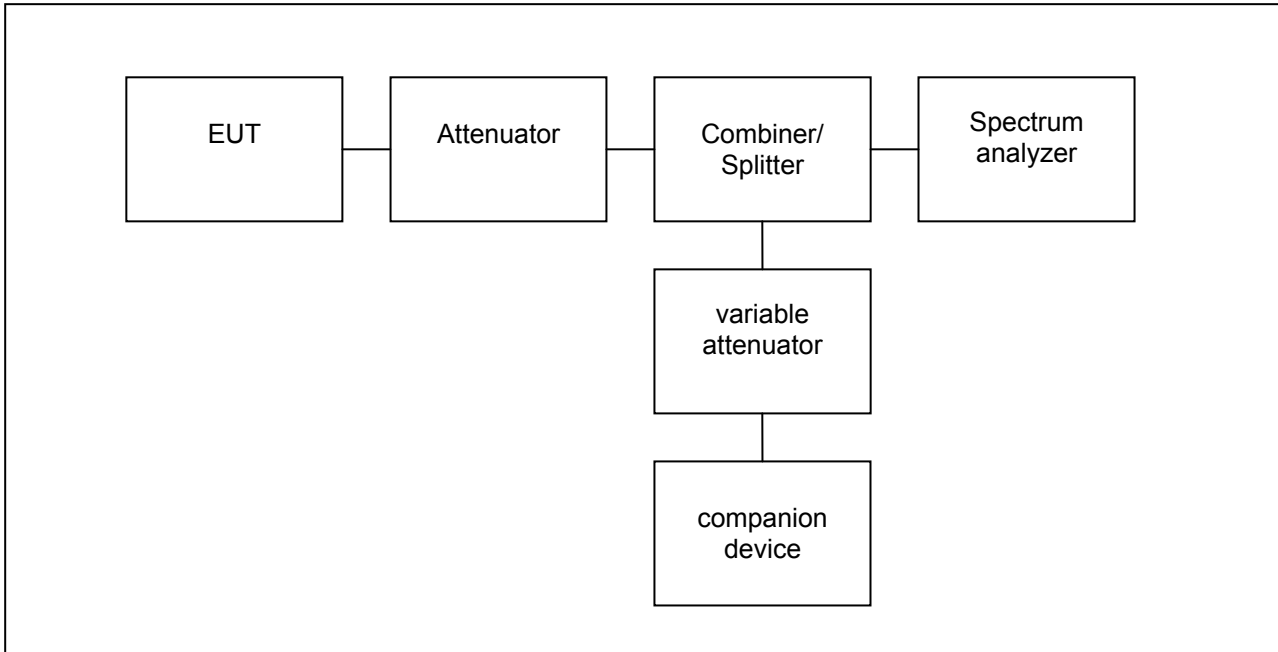 EUT
Attenuator
Combiner/
Splitter
Spectrum
analyzer
variable
attenuator
companion
device